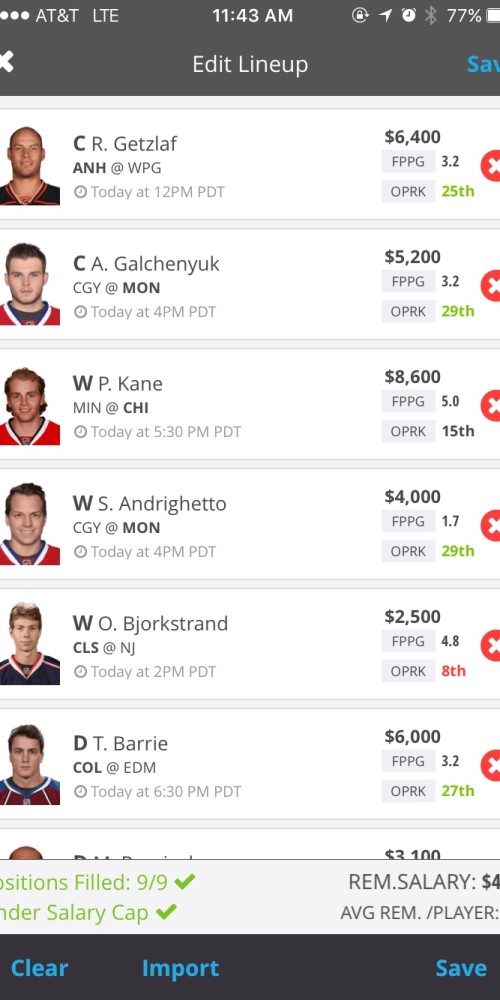 AT&T LTE 11:43 AM 77%
Edit Lineup Sav
C R. Getzlaf $6,400
ANH @ WPG FPPG 3.2
Today at 12PM PDT OPRK 25th
C A. Galchenyuk $5,200
CGY @ MON FPPG 3.2
Today at 4PM PDT OPRK 29th
W P. Kane $8,600
MIN @ CHI FPPG 5.0
Today at 5:30 PM PDT OPRK 15th
W S. Andrighetto $4,000
CGY @ MON FPPG 1.7
Today at 4PM PDT OPRK 29th
W O. Bjorkstrand $2,500
CLS @ NJ FPPG 4.8
Today at 2PM PDT OPRK 8th
D T. Barrie $6,000
COL @ EDM FPPG 3.2
Today at 6:30 PM PDT OPRK 27th
$3,100
ositions Filled: 9/9 REM.SALARY: $4
nder Salary Cap AVG REM. /PLAYER:
Clear Import Save